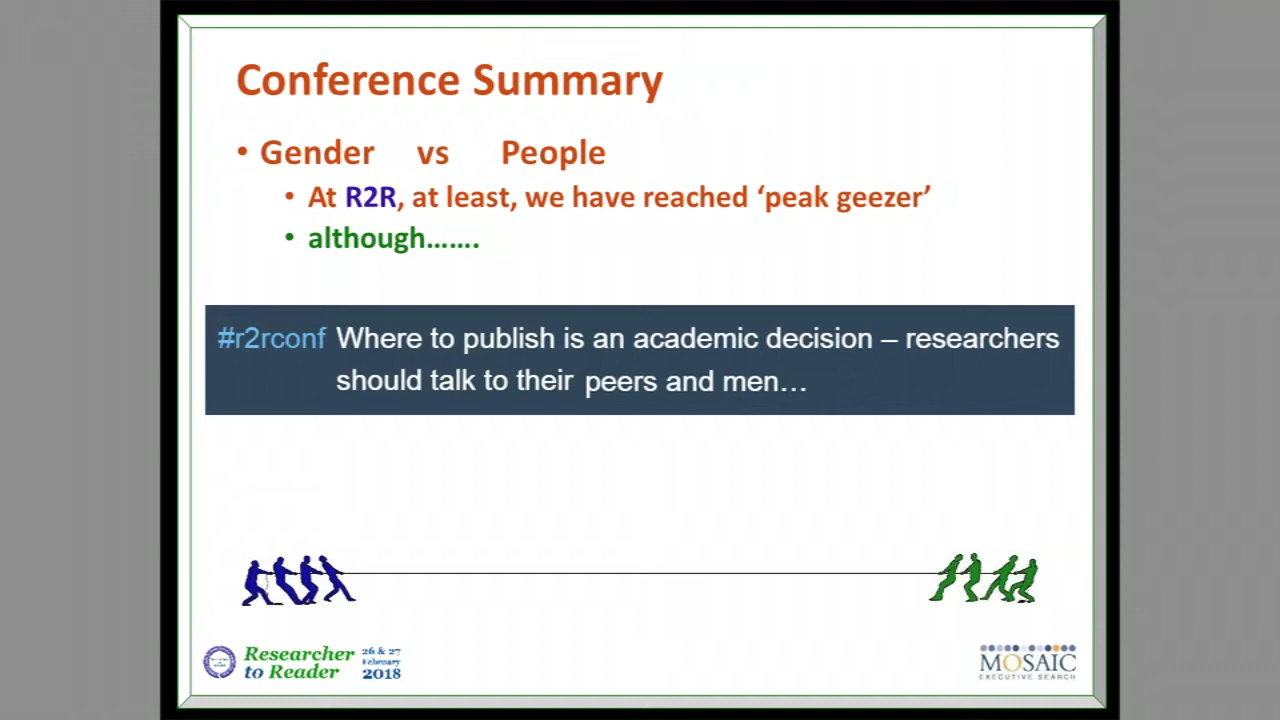 Conference Summary
• Gender vs People
• At R2R, at least, we have reached ‘peak geezer’
• although…….
#r2rconf Where to publish is an academic decision – researchers
should talk to their peers and men…
Researcher
to Reader
26 & 27
February
2018
MOSAIC
EXECUTIVE SEARCH